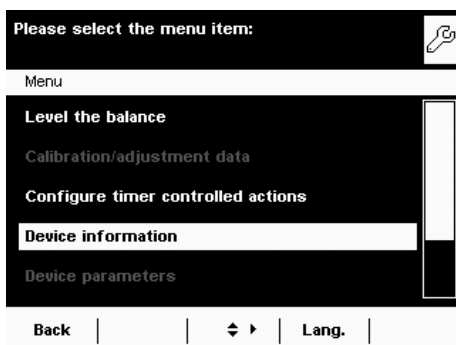 Please select the menu item:
Menu
Level the balance
Calibration/adjustment data
Configure timer controlled actions
Device information
Device parameters
Back
Lang.